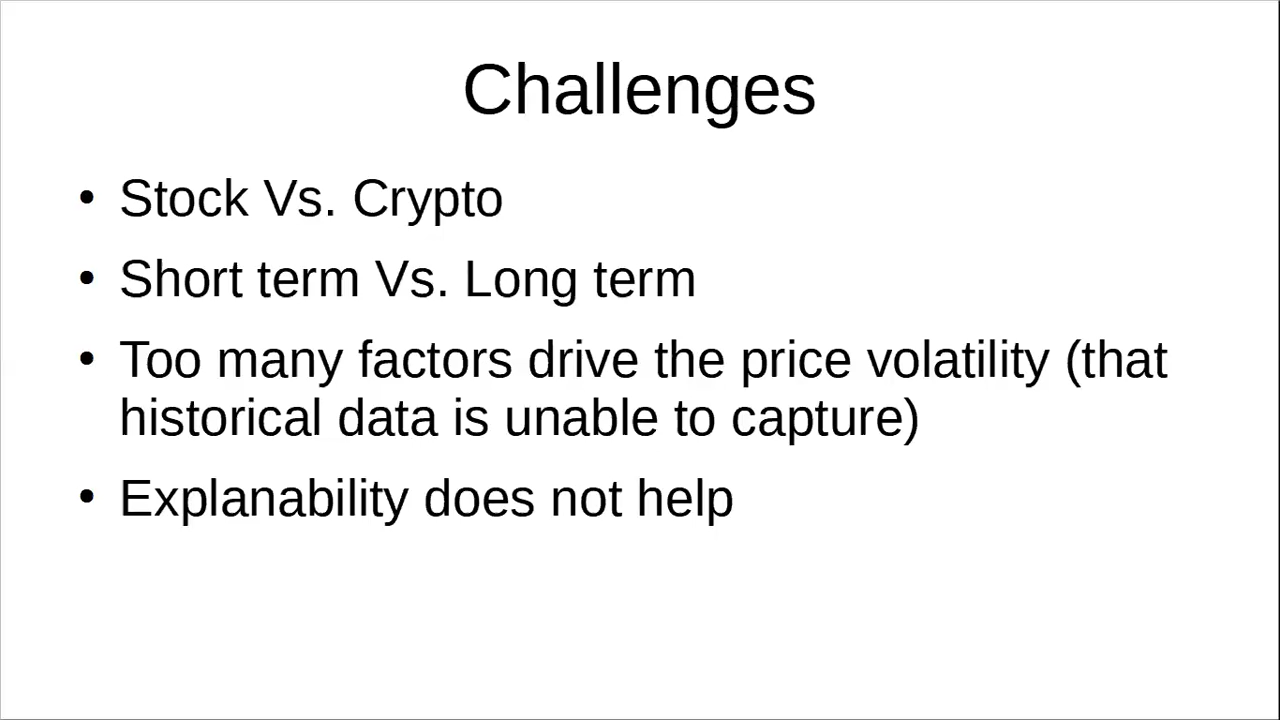 Challenges
• Stock Vs. Crypto
• Short term Vs. Long term
• Too many factors drive the price volatility (that
historical data is unable to capture)
• Explanability does not help